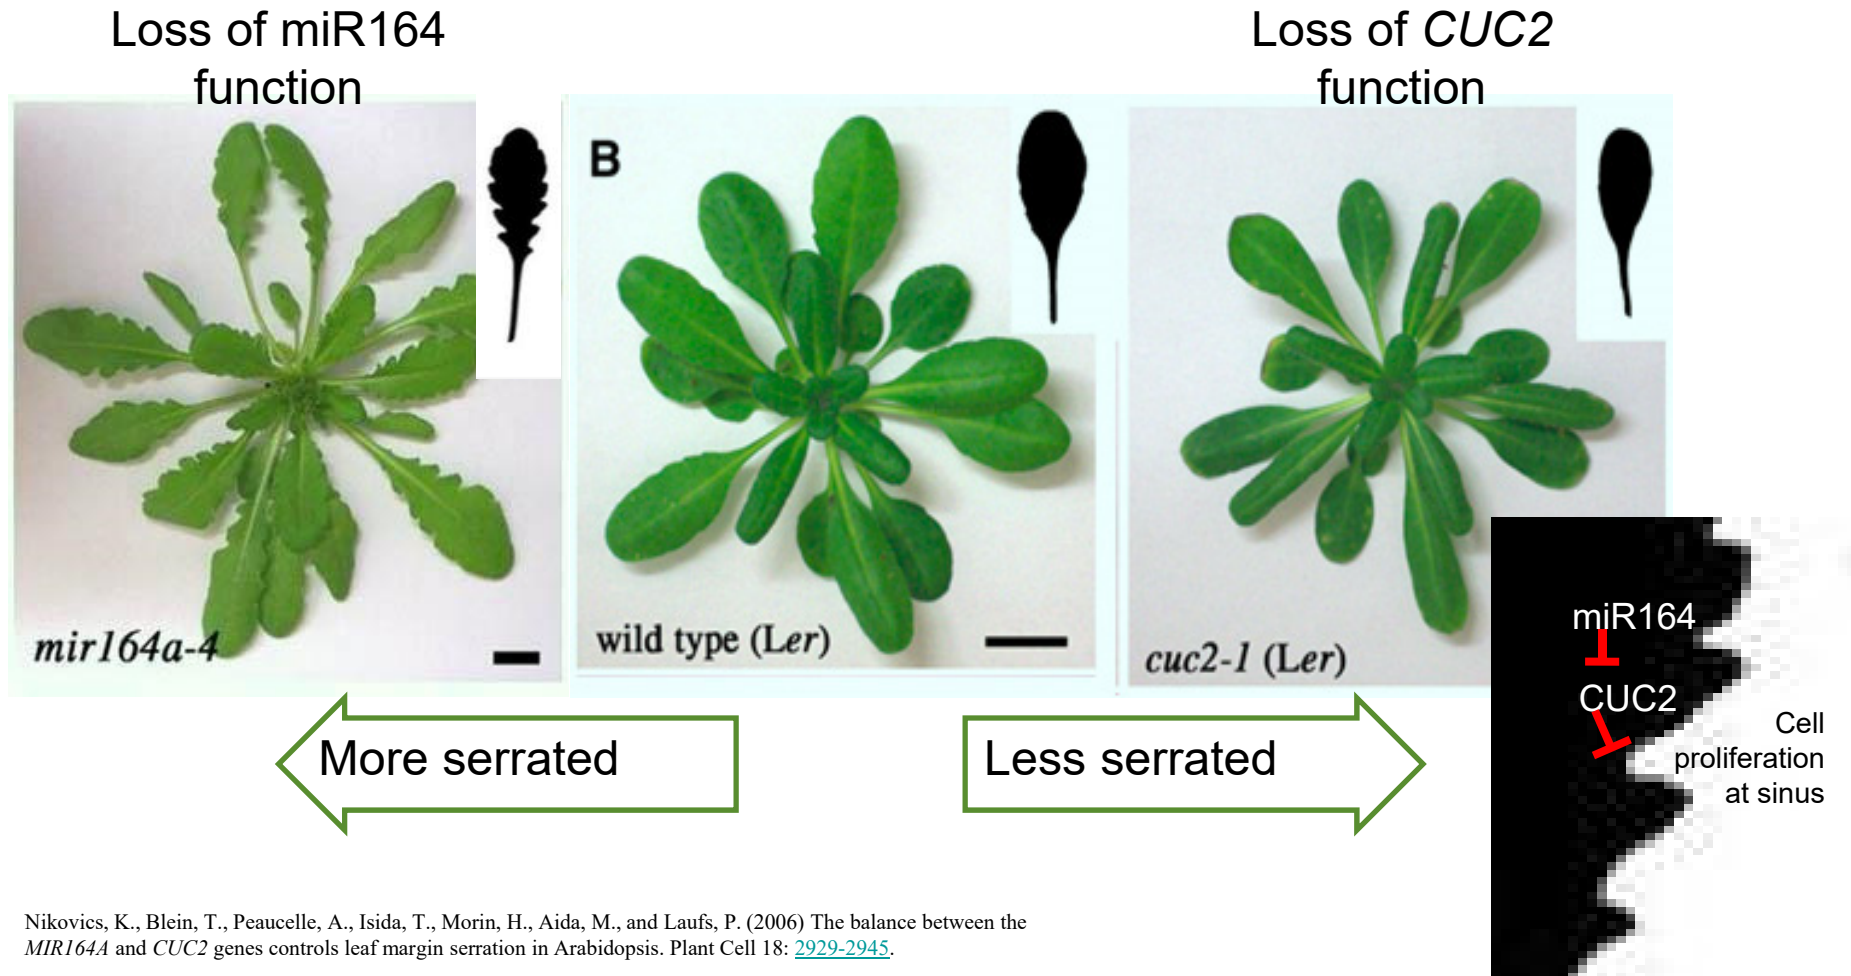 Loss of miR164
function
Loss of CUC2
function
B
mir164a-4
wild type (Ler)
cuc2-1 (Ler)
More serrated
Less serrated
miR164
CUC2
Cell
proliferation
at sinus
Nikovics, K., Blein, T., Peaucelle, A., Isida, T., Morin, H., Aida, M., and Laufs, P. (2006) The balance between the
MIR164A and CUC2 genes controls leaf margin serration in Arabidopsis. Plant Cell 18: 2929-2945.